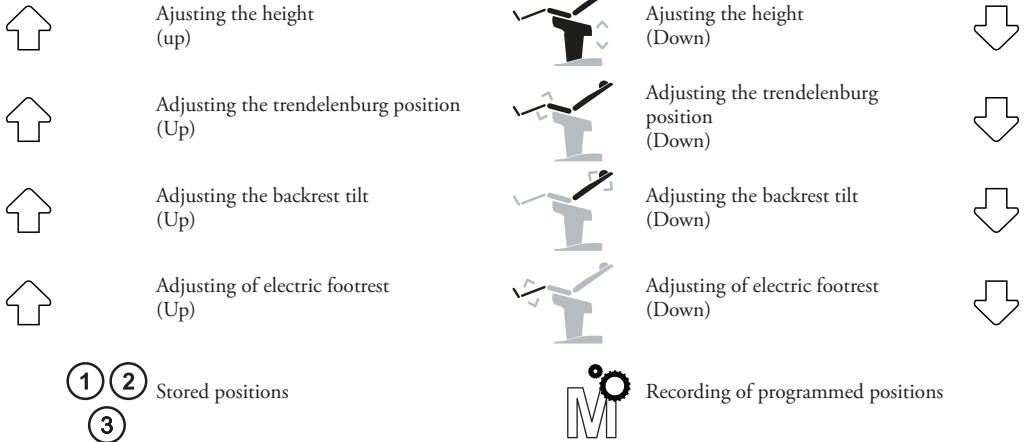 Ajusting the height
(up)
Ajusting the height
(Down)
Adjusting the trendelenburg position
(Up)
Adjusting the trendelenburg
position
(Down)
Adjusting the backrest tilt
(Up)
Adjusting the backrest tilt
(Down)
Adjusting of electric footrest
(Up)
Adjusting of electric footrest
(Down)
1 2
3
Stored positions
M
Recording of programmed positions